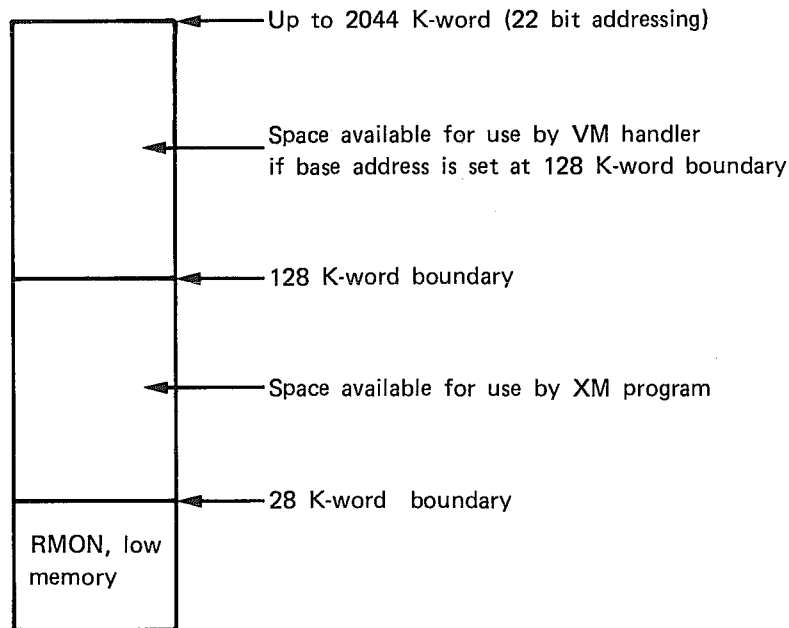 Up to 2044 K-word (22 bit addressing)
Space available for use by VM handler
if base address is set at 128 K-word boundary
128 K-word boundary
Space available for use by XM program
28 K-word boundary
RMON, low
memory